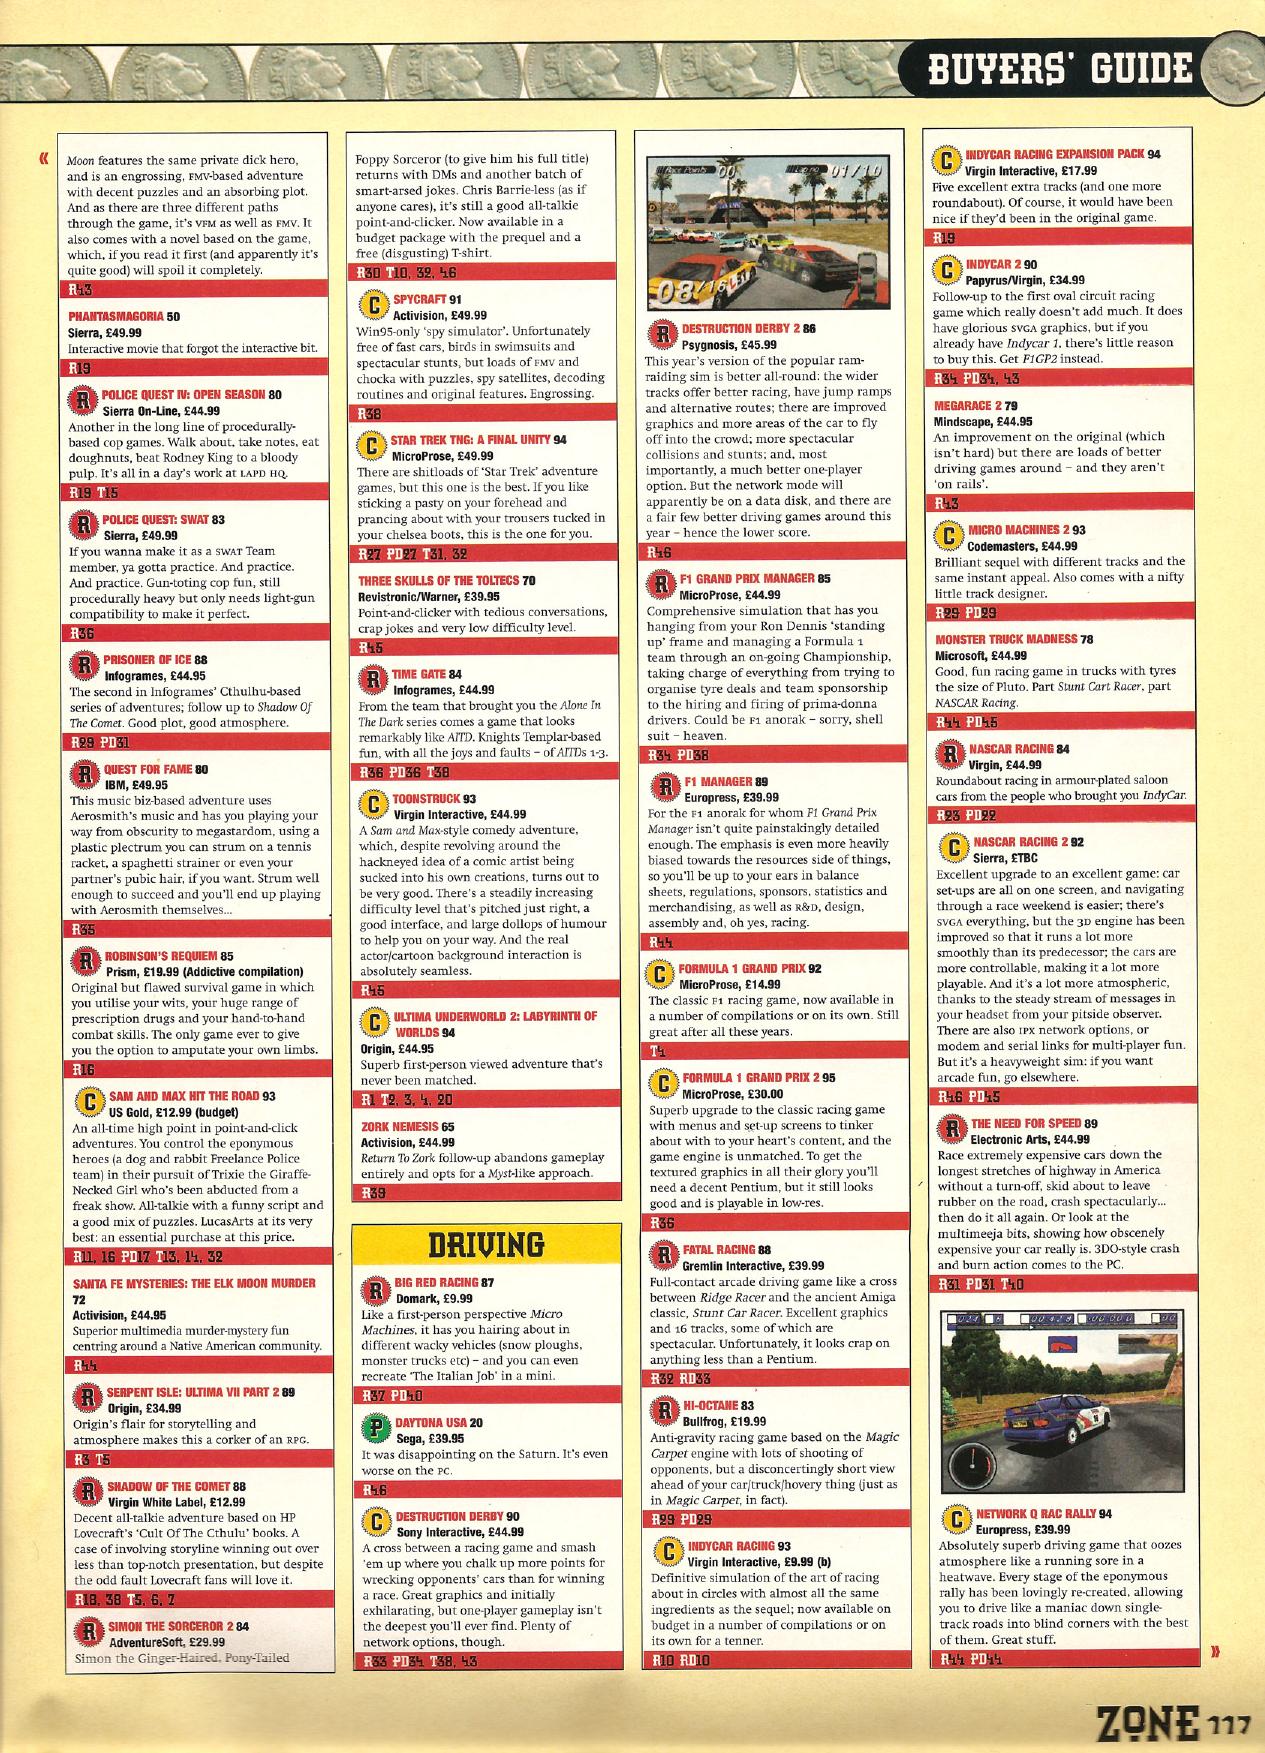 BUYERS' GUIDE
«
Moon features the same private dick hero,
and is an engrossing, FMV-based adventure
with decent puzzles and an absorbing plot.
And as there are three different paths
through the game, it's VFM as well as FMV. It
also comes with a novel based on the game,
which, if you read it first (and apparently it's
quite good) will spoil it completely.
R43
PHANTASMAGORIA 50
Sierra, £49.99
Interactive movie that forgot the interactive bit.
R19
R POLICE QUEST IV: OPEN SEASON 80
Sierra On-Line, £44.99
Another in the long line of procedurally-
based cop games. Walk about, take notes, eat
doughnuts, beat Rodney King to a bloody
pulp. It's all in a day's work at LAPD HQ.
R19 T15
R POLICE QUEST: SWAT 83
Sierra, £49.99
If you wanna make it as a SWAT Team
member, ya gotta practice. And practice.
And practice. Gun-toting cop fun, still
procedurally heavy but only needs light-gun
compatibility to make it perfect.
R36
R PRISONER OF ICE 88
Infogrames, £44.95
The second in Infogrames' Cthulhu-based
series of adventures; follow up to Shadow Of
The Comet. Good plot, good atmosphere.
R29 PD31
R QUEST FOR FAME 80
IBM, £49.95
This music biz-based adventure uses
Aerosmith's music and has you playing your
way from obscurity to megastardom, using a
plastic plectrum you can strum on a tennis
racket, a spaghetti strainer or even your
partner's pubic hair, if you want. Strum well
enough to succeed and you'll end up playing
with Aerosmith themselves...
R35
R ROBINSON'S REQUIEM 85
Prism, £19.99 (Addictive compilation)
Original but flawed survival game in which
you utilise your wits, your huge range of
prescription drugs and your hand-to-hand
combat skills. The only game ever to give
you the option to amputate your own limbs.
R16
C SAM AND MAX HIT THE ROAD 93
US Gold, £12.99 (budget)
An all-time high point in point-and-click
adventures. You control the eponymous
heroes (a dog and rabbit Freelance Police
team) in their pursuit of Trixie the Giraffe-
Necked Girl who's been abducted from a
freak show. All-talkie with a funny script and
a good mix of puzzles. LucasArts at its very
best: an essential purchase at this price.
R11, 16 PD17 T13, 14, 32
SANTA FE MYSTERIES: THE ELK MOON MURDER
72
Activision, £44.95
Superior multimedia murder-mystery fun
centring around a Native American community.
R44
R SERPENT ISLE: ULTIMA VII PART 2 89
Origin, £34.99
Origin's flair for storytelling and
atmosphere makes this a corker of an RPG.
R3 T5
R SHADOW OF THE COMET 88
Virgin White Label, £12.99
Decent all-talkie adventure based on HP
Lovecraft's 'Cult Of The Cthulu' books. A
case of involving storyline winning out over
less than top-notch presentation, but despite
the odd fault Lovecraft fans will love it.
R18, 38 T5, 6, 7
R SIMON THE SORCEROR 2 84
AdventureSoft, £29.99
Simon the Ginger-Haired, Pony-Tailed
Foppy Sorceror (to give him his full title)
returns with DMs and another batch of
smart-arsed jokes. Chris Barrie-less (as if
anyone cares), it's still a good all-talkie
point-and-clicker. Now available in a
budget package with the prequel and a
free (disgusting) T-shirt.
R30 T10, 32, 46
C SPYCRAFT 91
Activision, £49.99
Win95-only 'spy simulator'. Unfortunately
free of fast cars, birds in swimsuits and
spectacular stunts, but loads of FMV and
chocka with puzzles, spy satellites, decoding
routines and original features. Engrossing.
R38
C STAR TREK TNG: A FINAL UNITY 94
MicroProse, £49.99
There are shitloads of 'Star Trek' adventure
games, but this one is the best. If you like
sticking a pasty on your forehead and
prancing about with your trousers tucked in
your chelsea boots, this is the one for you.
R27 PD27 T31, 32
THREE SKULLS OF THE TOLTECS 70
Revistronic/Warner, £39.95
Point-and-clicker with tedious conversations,
crap jokes and very low difficulty level.
R45
R TIME GATE 84
Infogrames, £44.99
From the team that brought you the Alone In
The Dark series comes a game that looks
remarkably like AITD. Knights Templar-based
fun, with all the joys and faults – of AITDs 1-3.
R36 PD36 T38
C TOONSTRUCK 93
Virgin Interactive, £44.99
A Sam and Max-style comedy adventure,
which, despite revolving around the
hackneyed idea of a comic artist being
sucked into his own creations, turns out to
be very good. There's a steadily increasing
difficulty level that's pitched just right, a
good interface, and large dollops of humour
to help you on your way. And the real
actor/cartoon background interaction is
absolutely seamless.
R45
C ULTIMA UNDERWORLD 2: LABYRINTH OF
WORLDS 94
Origin, £44.95
Superb first-person viewed adventure that's
never been matched.
R1 T2, 3, 4, 20
ZORK NEMESIS 65
Activision, £44.99
Return To Zork follow-up abandons gameplay
entirely and opts for a Myst-like approach.
R39
DRIVING
R BIG RED RACING 87
Domark, £9.99
Like a first-person perspective Micro
Machines, it has you hairing about in
different wacky vehicles (snow ploughs,
monster trucks etc) – and you can even
recreate 'The Italian Job' in a mini.
R37 PD40
P DAYTONA USA 20
Sega, £39.95
It was disappointing on the Saturn. It's even
worse on the PC.
R46
C DESTRUCTION DERBY 90
Sony Interactive, £44.99
A cross between a racing game and smash
'em up where you chalk up more points for
wrecking opponents' cars than for winning
a race. Great graphics and initially
exhilarating, but one-player gameplay isn't
the deepest you'll ever find. Plenty of
network options, though.
R33 PD34 T38, 43
Race Points 00 01/10
08/16
R DESTRUCTION DERBY 2 86
Psygnosis, £45.99
This year's version of the popular ram-
raiding sim is better all-round: the wider
tracks offer better racing, have jump ramps
and alternative routes; there are improved
graphics and more areas of the car to fly
off into the crowd; more spectacular
collisions and stunts; and, most
importantly, a much better one-player
option. But the network mode will
apparently be on a data disk, and there are
a fair few better driving games around this
year – hence the lower score.
R46
R F1 GRAND PRIX MANAGER 85
MicroProse, £44.99
Comprehensive simulation that has you
hanging from your Ron Dennis 'standing
up' frame and managing a Formula 1
team through an on-going Championship,
taking charge of everything from trying to
organise tyre deals and team sponsorship
to the hiring and firing of prima-donna
drivers. Could be F1 anorak – sorry, shell
suit – heaven.
R34 PD38
R F1 MANAGER 89
Europress, £39.99
For the F1 anorak for whom F1 Grand Prix
Manager isn't quite painstakingly detailed
enough. The emphasis is even more heavily
biased towards the resources side of things,
so you'll be up to your ears in balance
sheets, regulations, sponsors, statistics and
merchandising, as well as R&D, design,
assembly and, oh yes, racing.
R44
C FORMULA 1 GRAND PRIX 92
MicroProse, £14.99
The classic F1 racing game, now available in
a number of compilations or on its own. Still
great after all these years.
T4
C FORMULA 1 GRAND PRIX 2 95
MicroProse, £30.00
Superb upgrade to the classic racing game
with menus and set-up screens to tinker
about with to your heart's content, and the
game engine is unmatched. To get the
textured graphics in all their glory you'll
need a decent Pentium, but it still looks
good and is playable in low-res.
R36
R FATAL RACING 88
Gremlin Interactive, £39.99
Full-contact arcade driving game like a cross
between Ridge Racer and the ancient Amiga
classic, Stunt Car Racer. Excellent graphics
and 16 tracks, some of which are
spectacular. Unfortunately, it looks crap on
anything less than a Pentium.
R32 RD33
R HI-OCTANE 83
Bullfrog, £19.99
Anti-gravity racing game based on the Magic
Carpet engine with lots of shooting of
opponents, but a disconcertingly short view
ahead of your car/truck/hovery thing (just as
in Magic Carpet, in fact).
R29 PD29
C INDYCAR RACING 93
Virgin Interactive, £9.99 (b)
Definitive simulation of the art of racing
about in circles with almost all the same
ingredients as the sequel; now available on
budget in a number of compilations or on
its own for a tenner.
R10 RD10
C INDYCAR RACING EXPANSION PACK 94
Virgin Interactive, £17.99
Five excellent extra tracks (and one more
roundabout). Of course, it would have been
nice if they'd been in the original game.
R19
C INDYCAR 2 90
Papyrus/Virgin, £34.99
Follow-up to the first oval circuit racing
game which really doesn't add much. It does
have glorious SVGA graphics, but if you
already have Indycar 1, there's little reason
to buy this. Get F1GP2 instead.
R34 PD34, 43
MEGARACE 2 79
Mindscape, £44.95
An improvement on the original (which
isn't hard) but there are loads of better
driving games around – and they aren't
'on rails'.
R43
C MICRO MACHINES 2 93
Codemasters, £44.99
Brilliant sequel with different tracks and the
same instant appeal. Also comes with a nifty
little track designer.
R29 PD29
MONSTER TRUCK MADNESS 78
Microsoft, £44.99
Good, fun racing game in trucks with tyres
the size of Pluto. Part Stunt Cart Racer, part
NASCAR Racing.
R44 PD45
R NASCAR RACING 84
Virgin, £44.99
Roundabout racing in armour-plated saloon
cars from the people who brought you IndyCar.
R23 PD22
C NASCAR RACING 2 92
Sierra, £TBC
Excellent upgrade to an excellent game: car
set-ups are all on one screen, and navigating
through a race weekend is easier; there's
SVGA everything, but the 3D engine has been
improved so that it runs a lot more
smoothly than its predecessor; the cars are
more controllable, making it a lot more
playable. And it's a lot more atmospheric,
thanks to the steady stream of messages in
your headset from your pitside observer.
There are also IPX network options, or
modem and serial links for multi-player fun.
But it's a heavyweight sim: if you want
arcade fun, go elsewhere.
R46 PD45
R THE NEED FOR SPEED 89
Electronic Arts, £44.99
Race extremely expensive cars down the
longest stretches of highway in America
without a turn-off, skid about to leave
rubber on the road, crash spectacularly...
then do it all again. Or look at the
multimeeja bits, showing how obscenely
expensive your car really is. 3DO-style crash
and burn action comes to the PC.
R31 PD31 T40
C NETWORK Q RAC RALLY 94
Europress, £39.99
Absolutely superb driving game that oozes
atmosphere like a running sore in a
heatwave. Every stage of the eponymous
rally has been lovingly re-created, allowing
you to drive like a maniac down single-
track roads into blind corners with the best
of them. Great stuff.
R44 PD44
»
ZONE 117